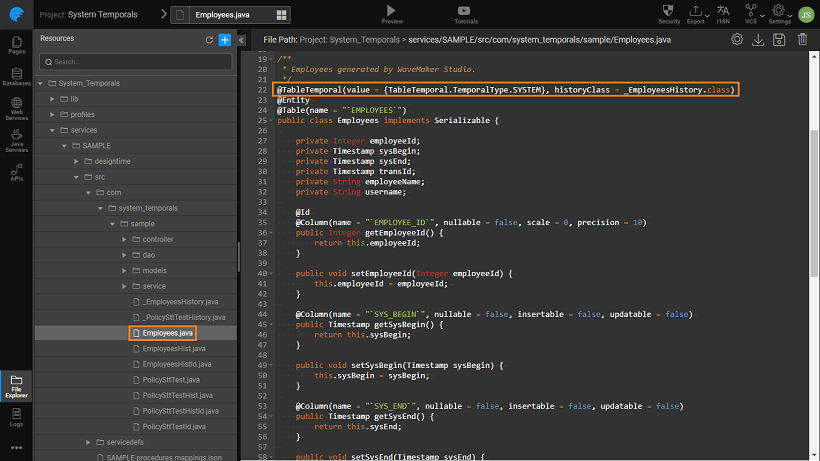 Project: System Temporals
Employees.java
Preview
Tutorials
Security
Export
I18N
VCS
Settings
JS
Pages
Databases
Web Services
Java Services
APIs
File Explorer
Logs
Resources
Search...
System_Temporals
lib
profiles
services
SAMPLE
designtime
src
com
system_temporals
sample
controller
dao
models
service
_EmployeesHistory.java
_PolicySttTestHistory.java
Employees.java
EmployeesHist.java
EmployeesHistId.java
PolicySttTest.java
PolicySttTestHist.java
PolicySttTestHistId.java
PolicySttTestId.java
servicedefs
SAMPLE-procedures.mappings.json
File Path: Project: System_Temporals > services/SAMPLE/src/com/system_temporals/sample/Employees.java
19 /**
20 * Employees generated by WaveMaker Studio.
21 */
22 @TableTemporal(value = {TableTemporal.TemporalType.SYSTEM}, historyClass = _EmployeesHistory.class)
23 @Entity
24 @Table(name = "`EMPLOYEES`")
25 public class Employees implements Serializable {
26
27 private Integer employeeId;
28 private Timestamp sysBegin;
29 private Timestamp sysEnd;
30 private Timestamp transId;
31 private String employeeName;
32 private String username;
33
34 @Id
35 @Column(name = "`EMPLOYEE_ID`", nullable = false, scale = 0, precision = 10)
36 public Integer getEmployeeId() {
37 return this.employeeId;
38 }
39
40 public void setEmployeeId(Integer employeeId) {
41 this.employeeId = employeeId;
42 }
43
44 @Column(name = "`SYS_BEGIN`", nullable = false, insertable = false, updatable = false)
45 public Timestamp getSysBegin() {
46 return this.sysBegin;
47 }
48
49 public void setSysBegin(Timestamp sysBegin) {
50 this.sysBegin = sysBegin;
51 }
52
53 @Column(name = "`SYS_END`", nullable = false, insertable = false, updatable = false)
54 public Timestamp getSysEnd() {
55 return this.sysEnd;
56 }
57
58 public void setSysEnd(Timestamp sysEnd) {